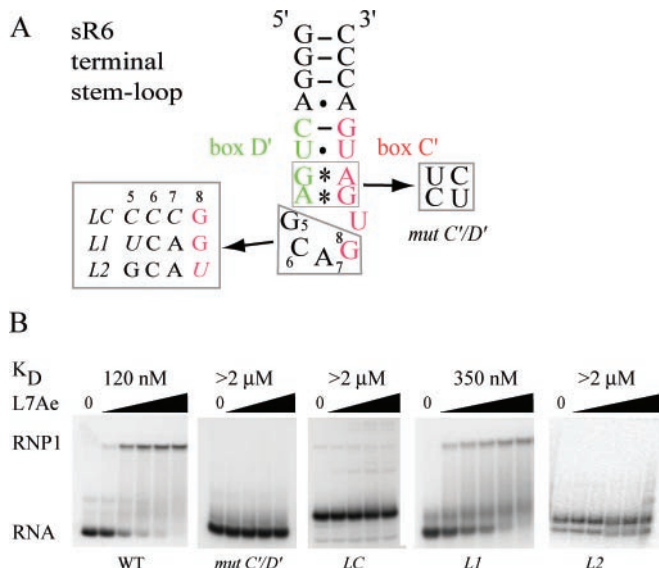 A
sR6
terminal
stem-loop
5' 3'
G – C
G – C
G – C
A • A
C – G
box D' U • U box C'
G * A
A * G
U C
C U
mut C'/D'
U
G5
C6 A7 G8
5 6 7 8
LC C C C G
L1 U C A G
L2 G C A U
B
KD 120 nM >2 µM >2 µM 350 nM >2 µM
L7Ae 0 0 0 0 0
RNP1
RNA
WT mut C'/D' LC L1 L2